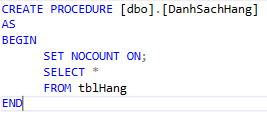 CREATE PROCEDURE [dbo].[DanhSachHang]
AS
BEGIN
SET NOCOUNT ON;
SELECT *
FROM tblHang
END